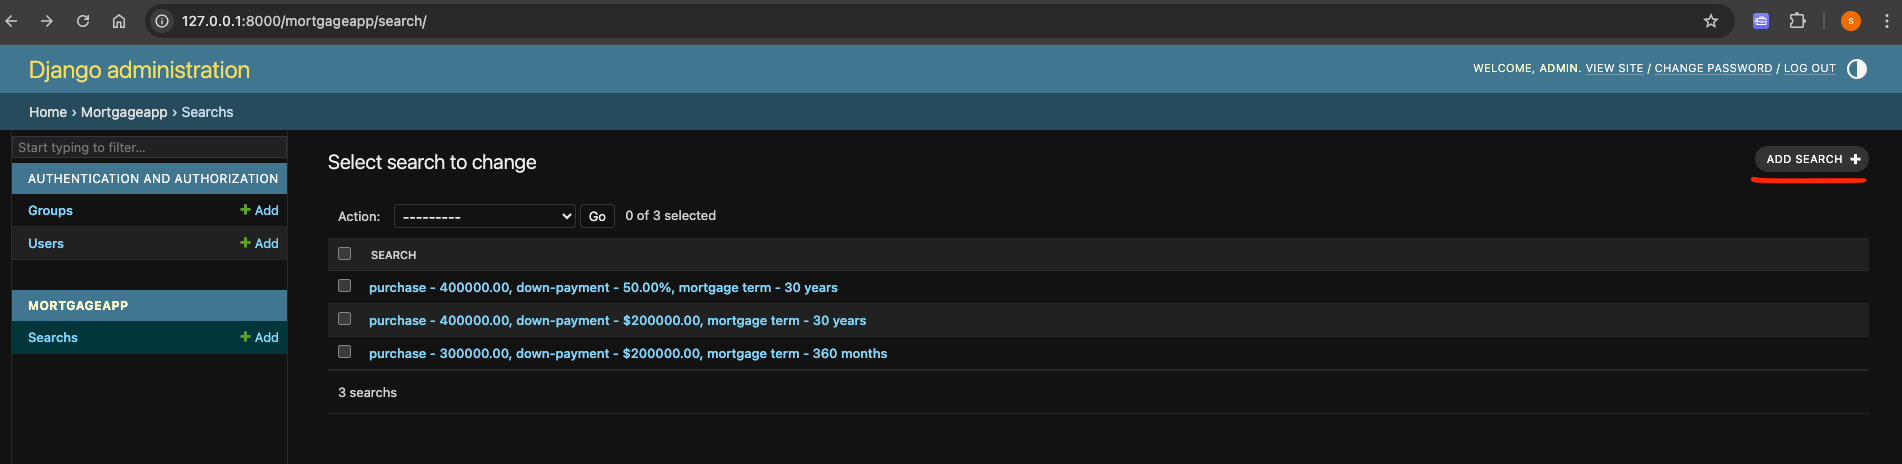 127.0.0.1:8000/mortgageapp/search/
S
Django administration
WELCOME, ADMIN. VIEW SITE / CHANGE PASSWORD / LOG OUT
Home › Mortgageapp › Searchs
Start typing to filter...
AUTHENTICATION AND AUTHORIZATION
Groups + Add
Users + Add
MORTGAGEAPP
Searchs + Add
Select search to change
ADD SEARCH +
Action: --------- Go 0 of 3 selected
SEARCH
purchase - 400000.00, down-payment - 50.00%, mortgage term - 30 years
purchase - 400000.00, down-payment - $200000.00, mortgage term - 30 years
purchase - 300000.00, down-payment - $200000.00, mortgage term - 360 months
3 searchs